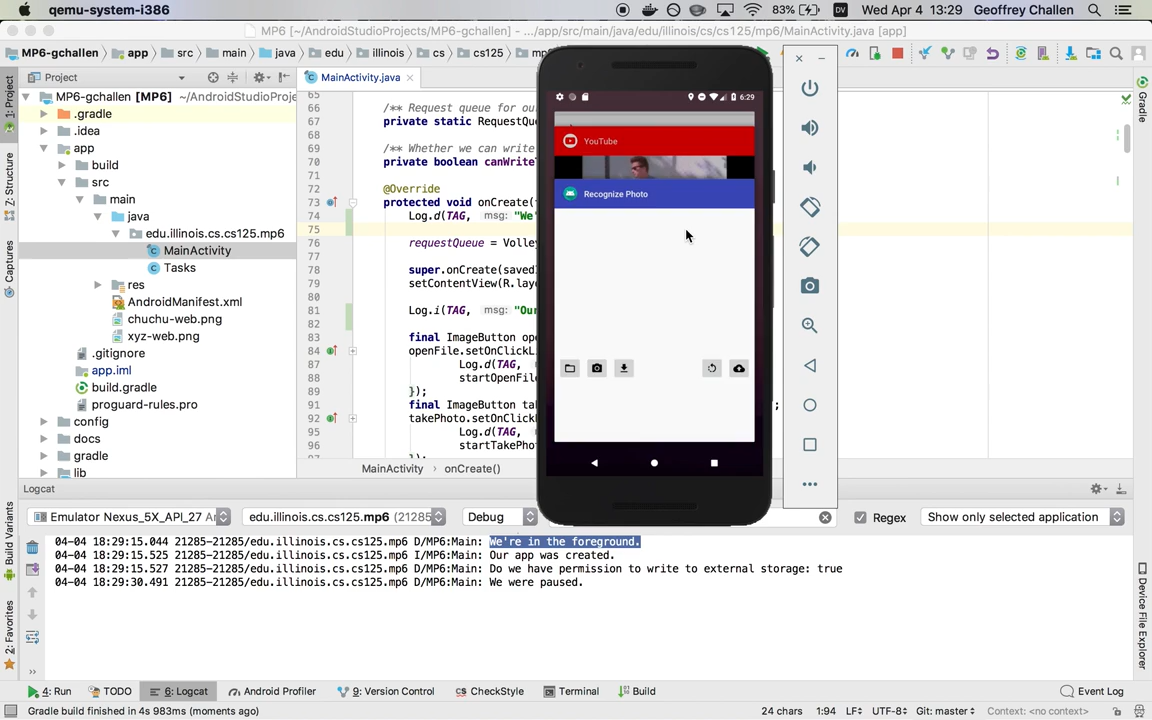 qemu-system-i386
83%
DV
Wed Apr 4 13:29
Geoffrey Challen
MP6 [~/AndroidStudioProjects/MP6-gchallen] - .../app/src/main/java/edu/illinois/cs/cs125/mp6/MainActivity.java [app]
MP6-gchallen
app
src
main
java
edu
illinois
cs
cs125
Project
MainActivity.java
1: Project
Z: Structure
Captures
Build Variants
2: Favorites
Gradle
Device File Explorer
MP6-gchallen [MP6] ~/AndroidStudioProje
.gradle
.idea
app
build
src
main
java
edu.illinois.cs.cs125.mp6
MainActivity
Tasks
res
AndroidManifest.xml
chuchu-web.png
xyz-web.png
.gitignore
app.iml
build.gradle
proguard-rules.pro
config
docs
gradle
lib
65
66 /** Request queue for ou
67 private static RequestQu
68
69 /** Whether we can write
70 private boolean canWriteT
71
72 @Override
73 protected void onCreate(
74 Log.d(TAG, msg: "We'
75
76 requestQueue = Volley
77
78 super.onCreate(saved
79 setContentView(R.lay
80
81 Log.i(TAG, msg: "Our
82
83 final ImageButton ope
84 openFile.setOnClickLi
87 Log.d(TAG,
88 startOpenFil
89 });
91 final ImageButton tak
;
92 takePhoto.setOnClickL
95 Log.d(TAG,
96 startTakePhot
97 });
MainActivity › onCreate()
6:29
YouTube
Recognize Photo
Logcat
Emulator Nexus_5X_API_27 A
edu.illinois.cs.cs125.mp6 (21285
Debug
Regex
Show only selected application
04-04 18:29:15.044 21285-21285/edu.illinois.cs.cs125.mp6 D/MP6:Main: We're in the foreground.
04-04 18:29:15.525 21285-21285/edu.illinois.cs.cs125.mp6 I/MP6:Main: Our app was created.
04-04 18:29:15.527 21285-21285/edu.illinois.cs.cs125.mp6 D/MP6:Main: Do we have permission to write to external storage: true
04-04 18:29:30.491 21285-21285/edu.illinois.cs.cs125.mp6 D/MP6:Main: We were paused.
4: Run
TODO
6: Logcat
Android Profiler
9: Version Control
CheckStyle
Terminal
Build
Event Log
Gradle build finished in 4s 983ms (moments ago)
24 chars
1:94
LF
UTF-8
Git: master
Context: <no context>